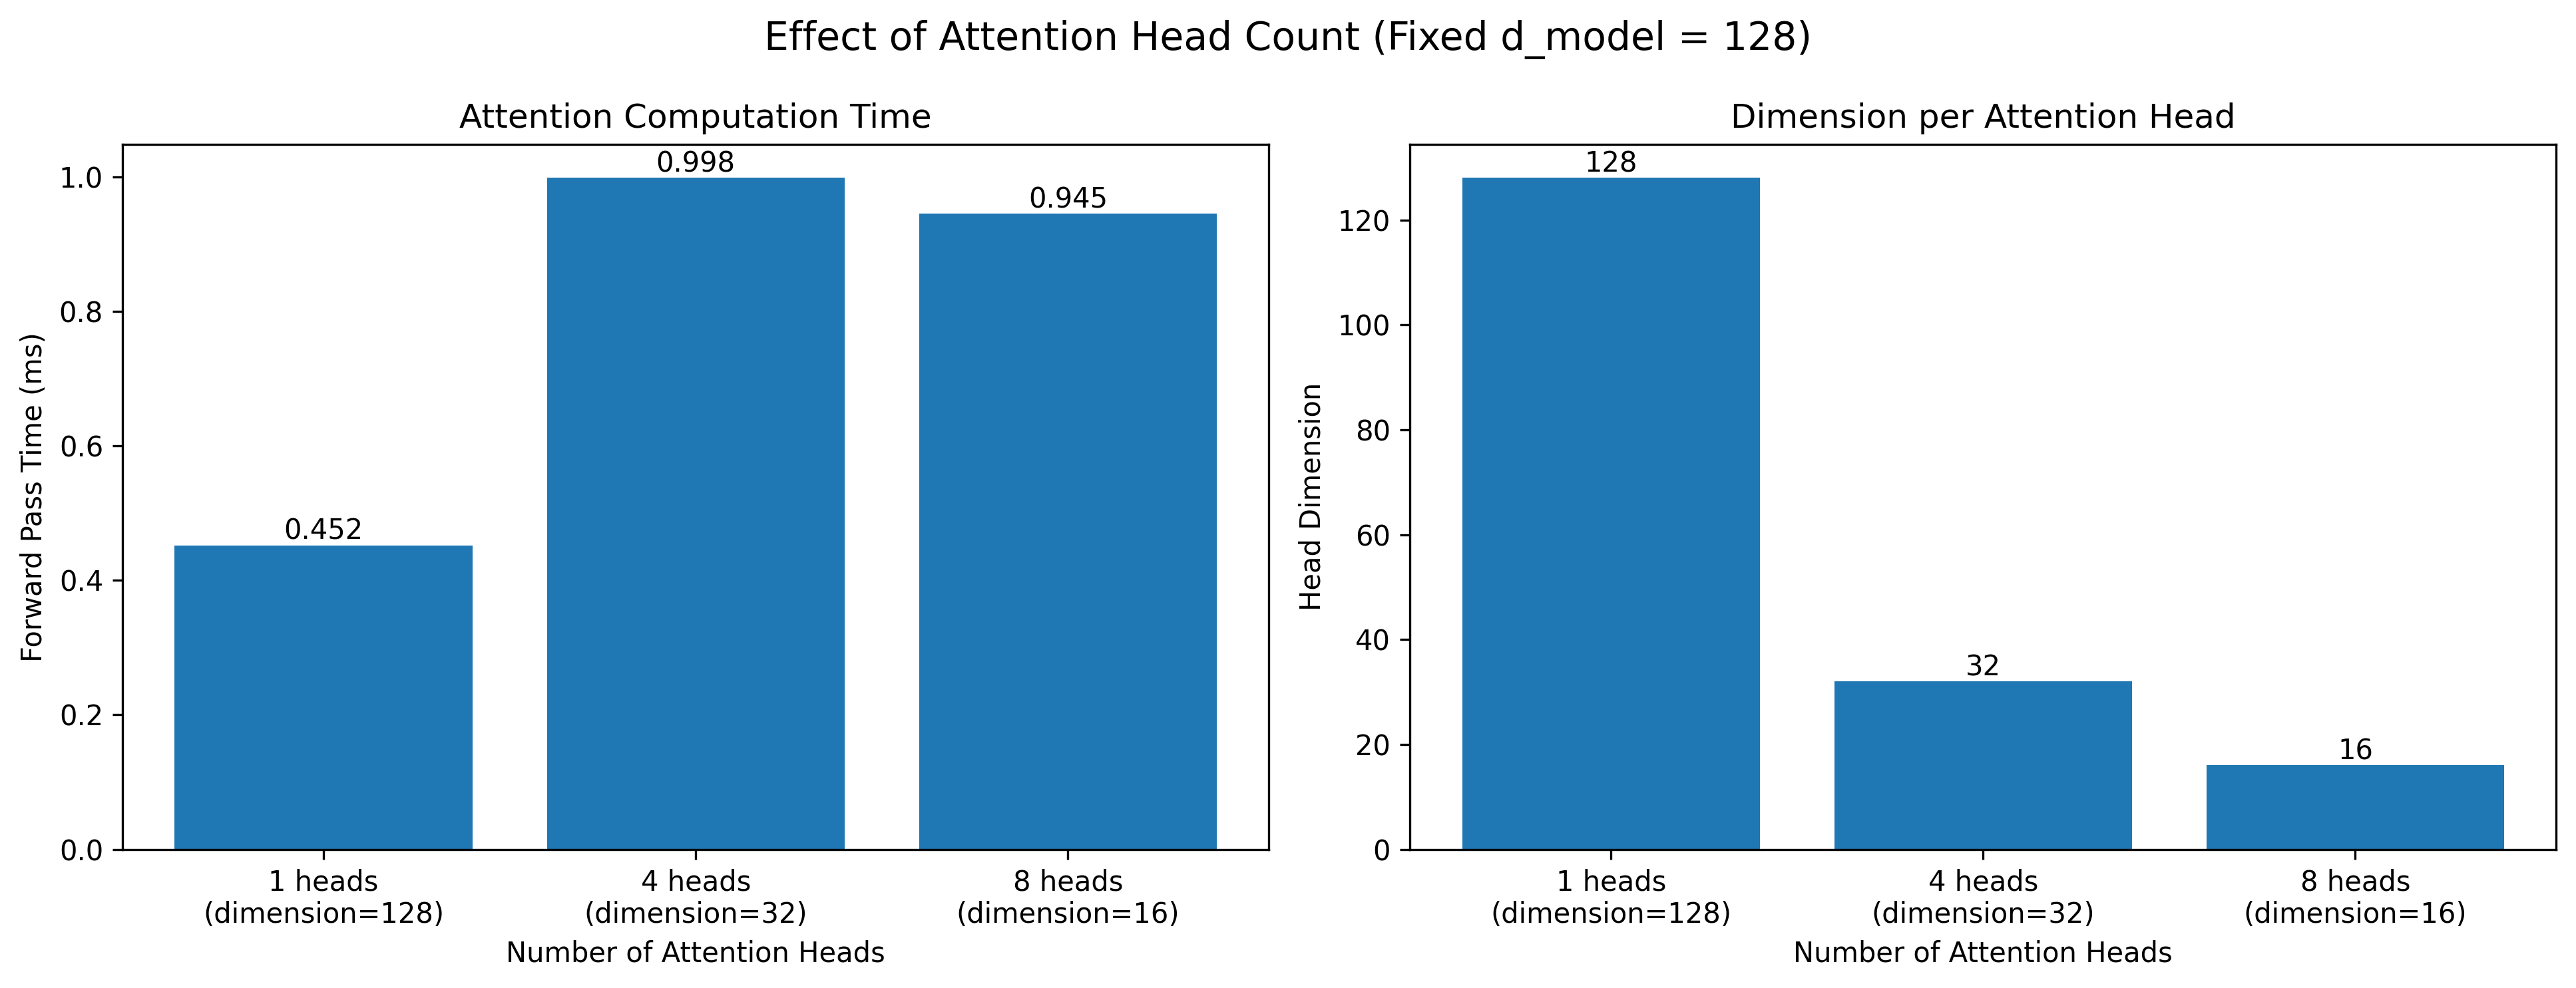 Effect of Attention Head Count (Fixed d_model = 128)
Attention Computation Time
Forward Pass Time (ms)
1.0
0.8
0.6
0.4
0.2
0.0
0.452
0.998
0.945
1 heads
(dimension=128)
4 heads
(dimension=32)
8 heads
(dimension=16)
Number of Attention Heads
Dimension per Attention Head
Head Dimension
120
100
80
60
40
20
0
128
32
16
1 heads
(dimension=128)
4 heads
(dimension=32)
8 heads
(dimension=16)
Number of Attention Heads